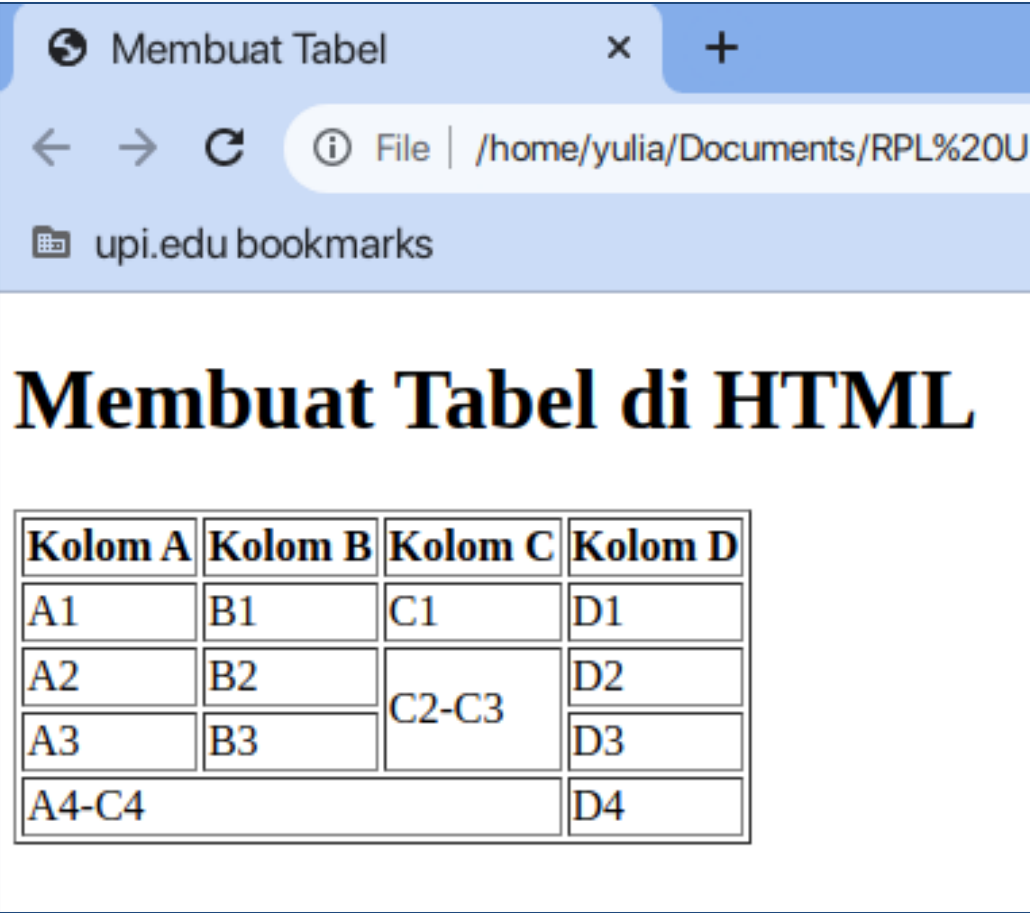 Membuat Tabel
File /home/yulia/Documents/RPL%20U
upi.edu bookmarks
Membuat Tabel di HTML
Kolom A Kolom B Kolom C Kolom D
A1 B1 C1 D1
A2 B2 C2-C3 D2
A3 B3 D3
A4-C4 D4